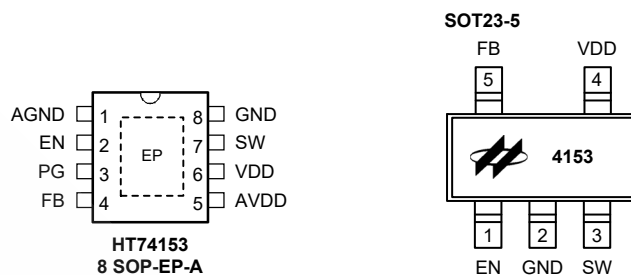 SOT23-5
FB VDD
5 4
4153
1 2 3
EN GND SW
AGND 1 8 GND
EN 2 7 SW
EP
PG 3 6 VDD
FB 4 5 AVDD
HT74153
8 SOP-EP-A